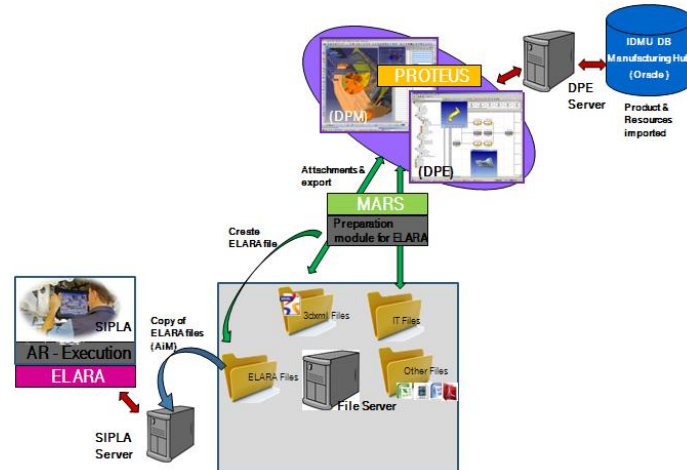 IDMU DB
Manufacturing Hub
(Oracle)
PROTEUS
(DPM)
DPE
Server
Product &
Resources
imported
(DPE)
Attachments &
export
MARS
Preparation
module for ELARA
Create
ELARA file
3dxml Files
IT Files
SIPLA
Copy of
ELARA files
(AiM)
AR - Execution
ELARA
ELARA Files
Other Files
File Server
SIPLA
Server